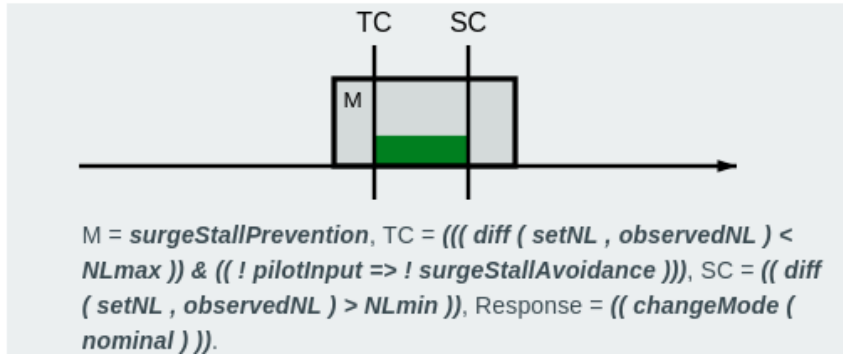 TC SC
M
M = surgeStallPrevention, TC = ((( diff ( setNL , observedNL ) <
NLmax )) & (( ! pilotInput => ! surgeStallAvoidance ))), SC = (( diff
( setNL , observedNL ) > NLmin )), Response = (( changeMode (
nominal ) )).